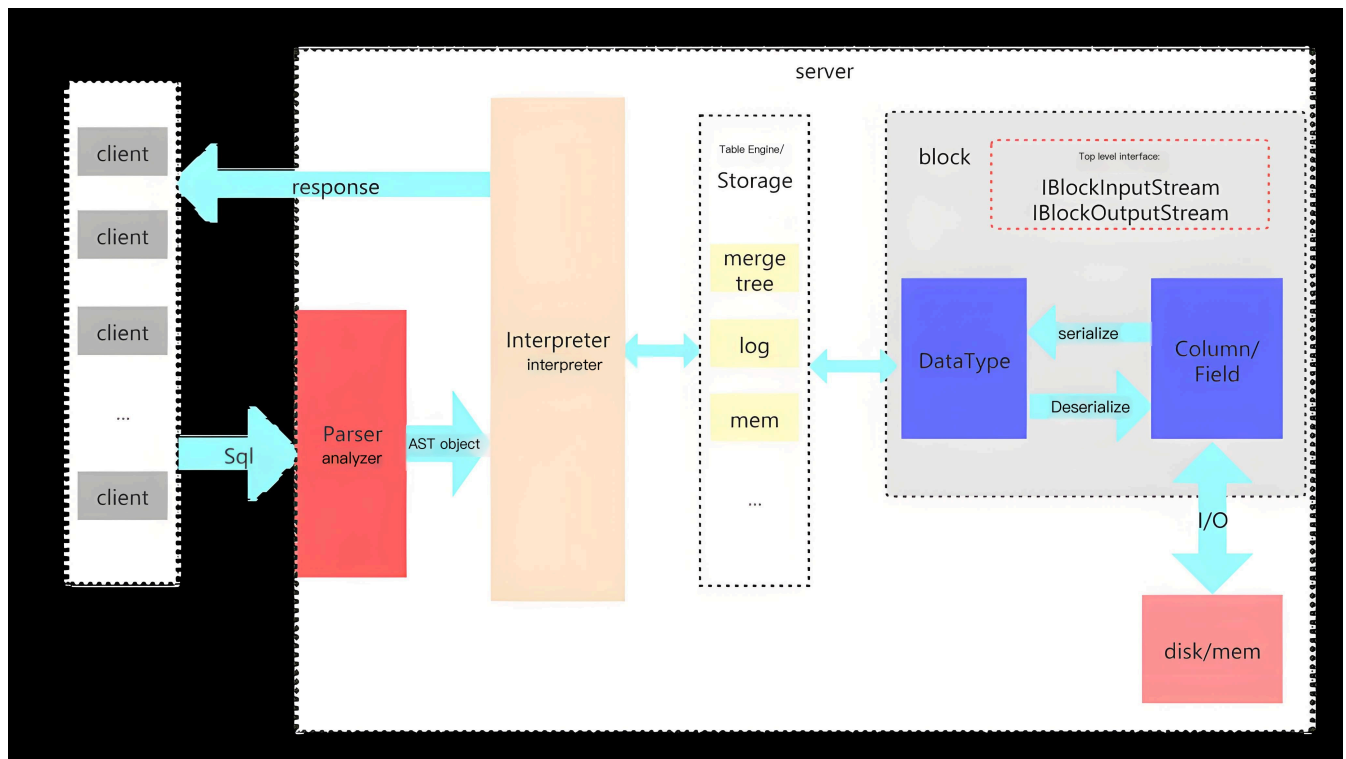 server
client
client
client
...
client
response
Sql
Parser
analyzer
AST object
Interpreter
interpreter
Table Engine/
Storage
merge
tree
log
mem
...
block
Top level interface:
IBlockInputStream
IBlockOutputStream
DataType
serialize
Deserialize
Column/
Field
I/O
disk/mem